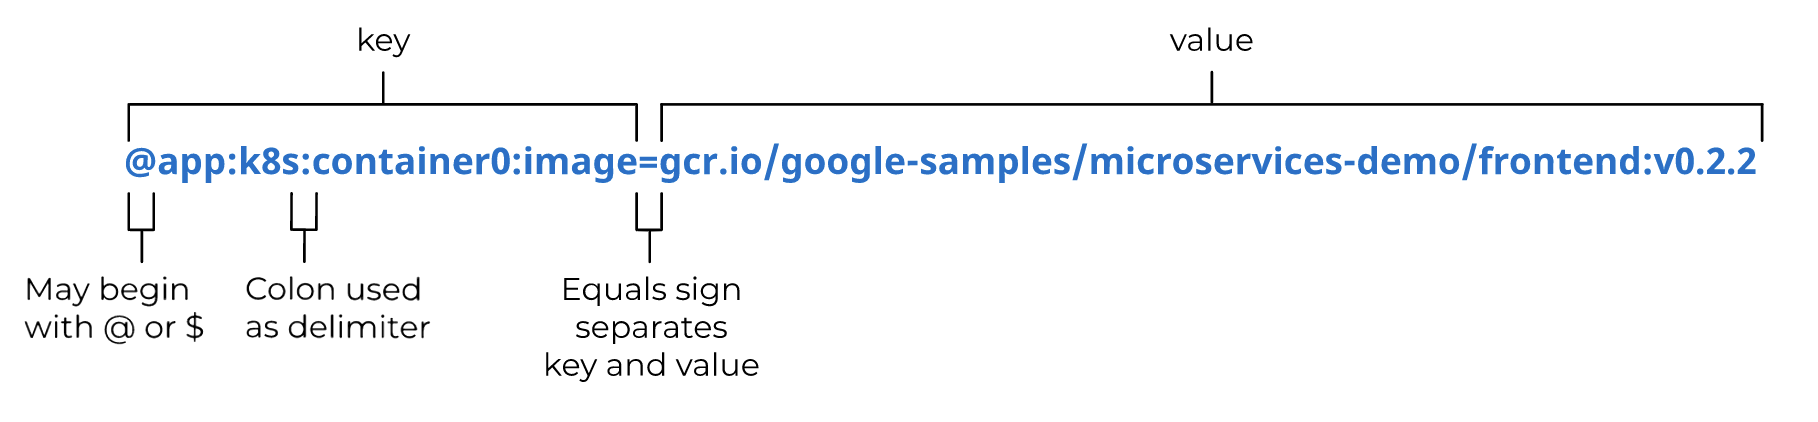 key
value
@app:k8s:container0:image=gcr.io/google-samples/microservices-demo/frontend:v0.2.2
May begin
with @ or $
Colon used
as delimiter
Equals sign
separates
key and value